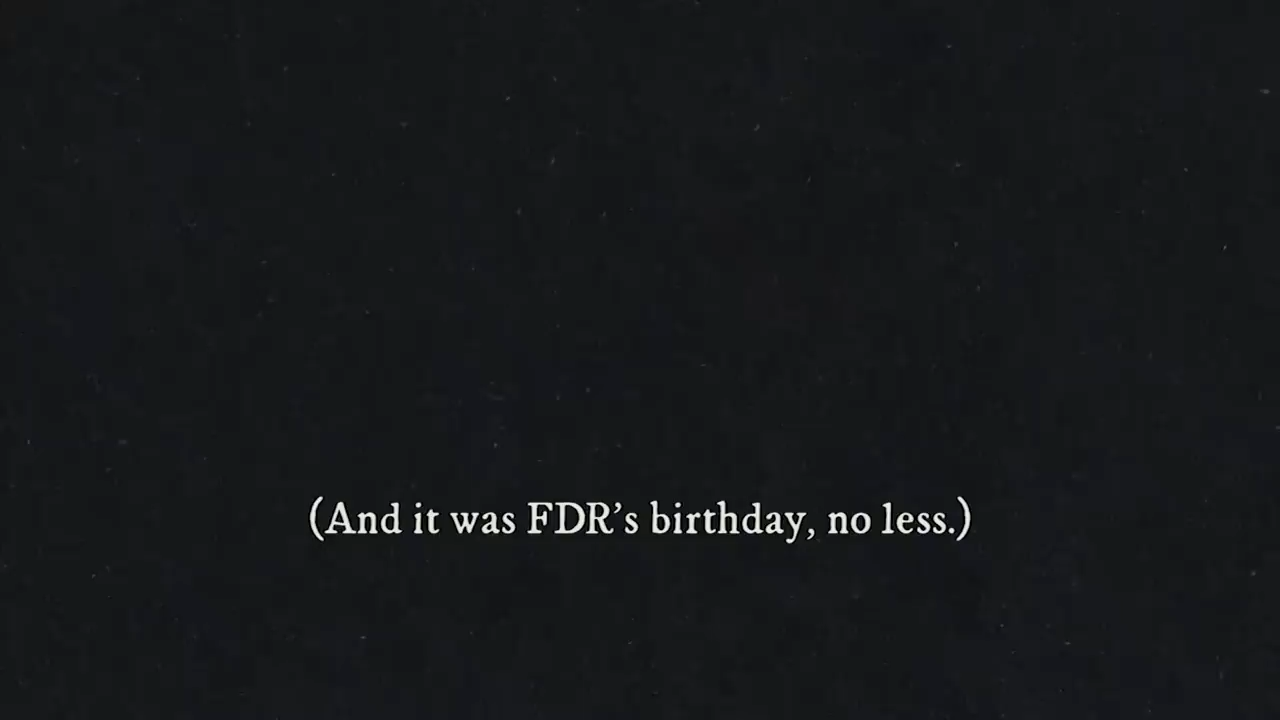 (And it was FDR’s birthday, no less.)